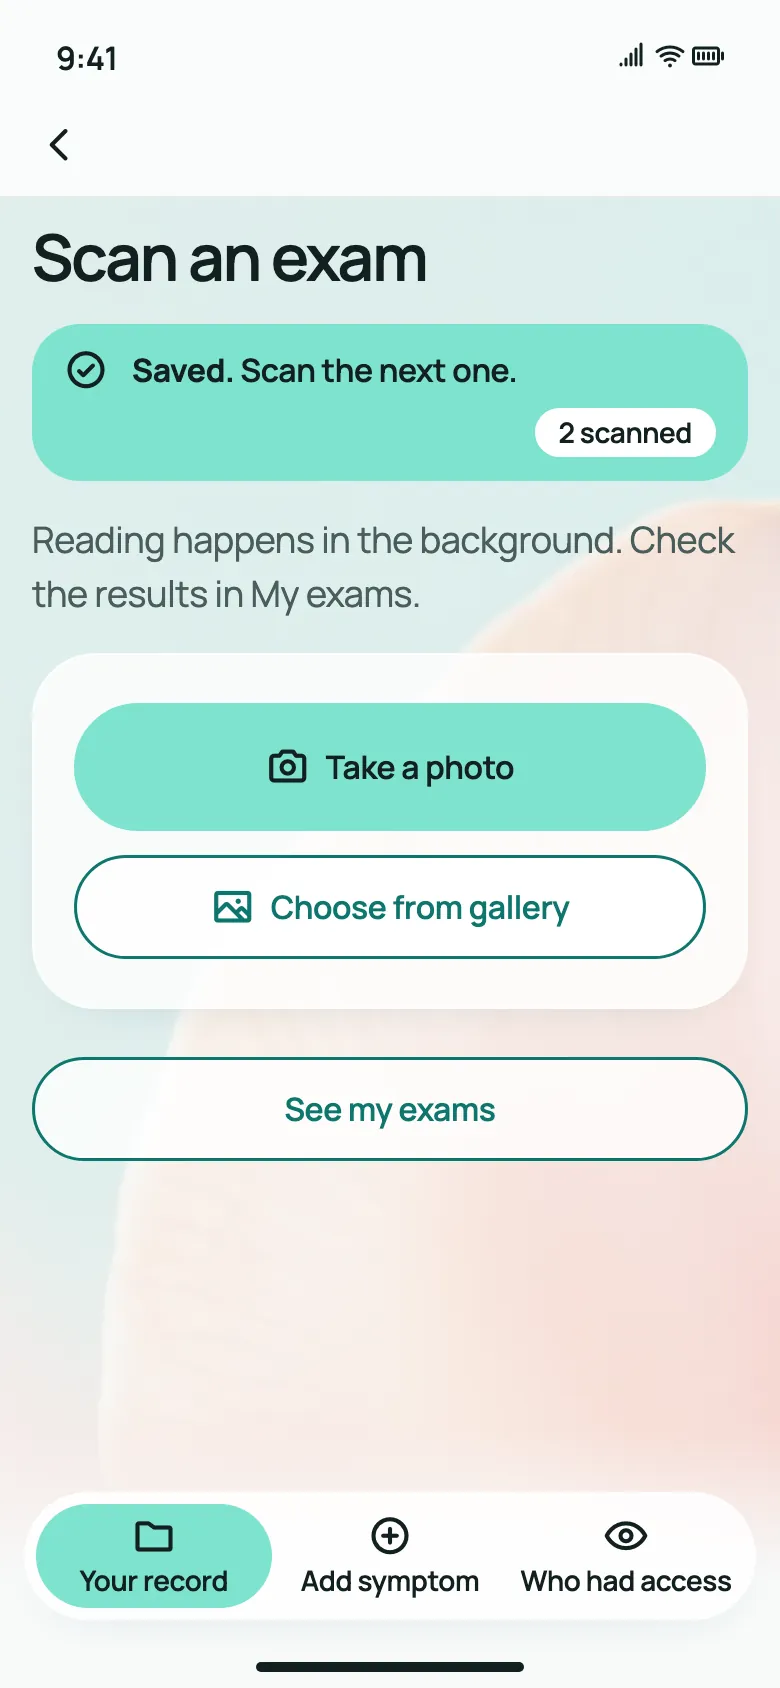 9:41
Scan an exam
Saved. Scan the next one.
2 scanned
Reading happens in the background. Check
the results in My exams.
Take a photo
Choose from gallery
See my exams
Your record
Add symptom
Who had access